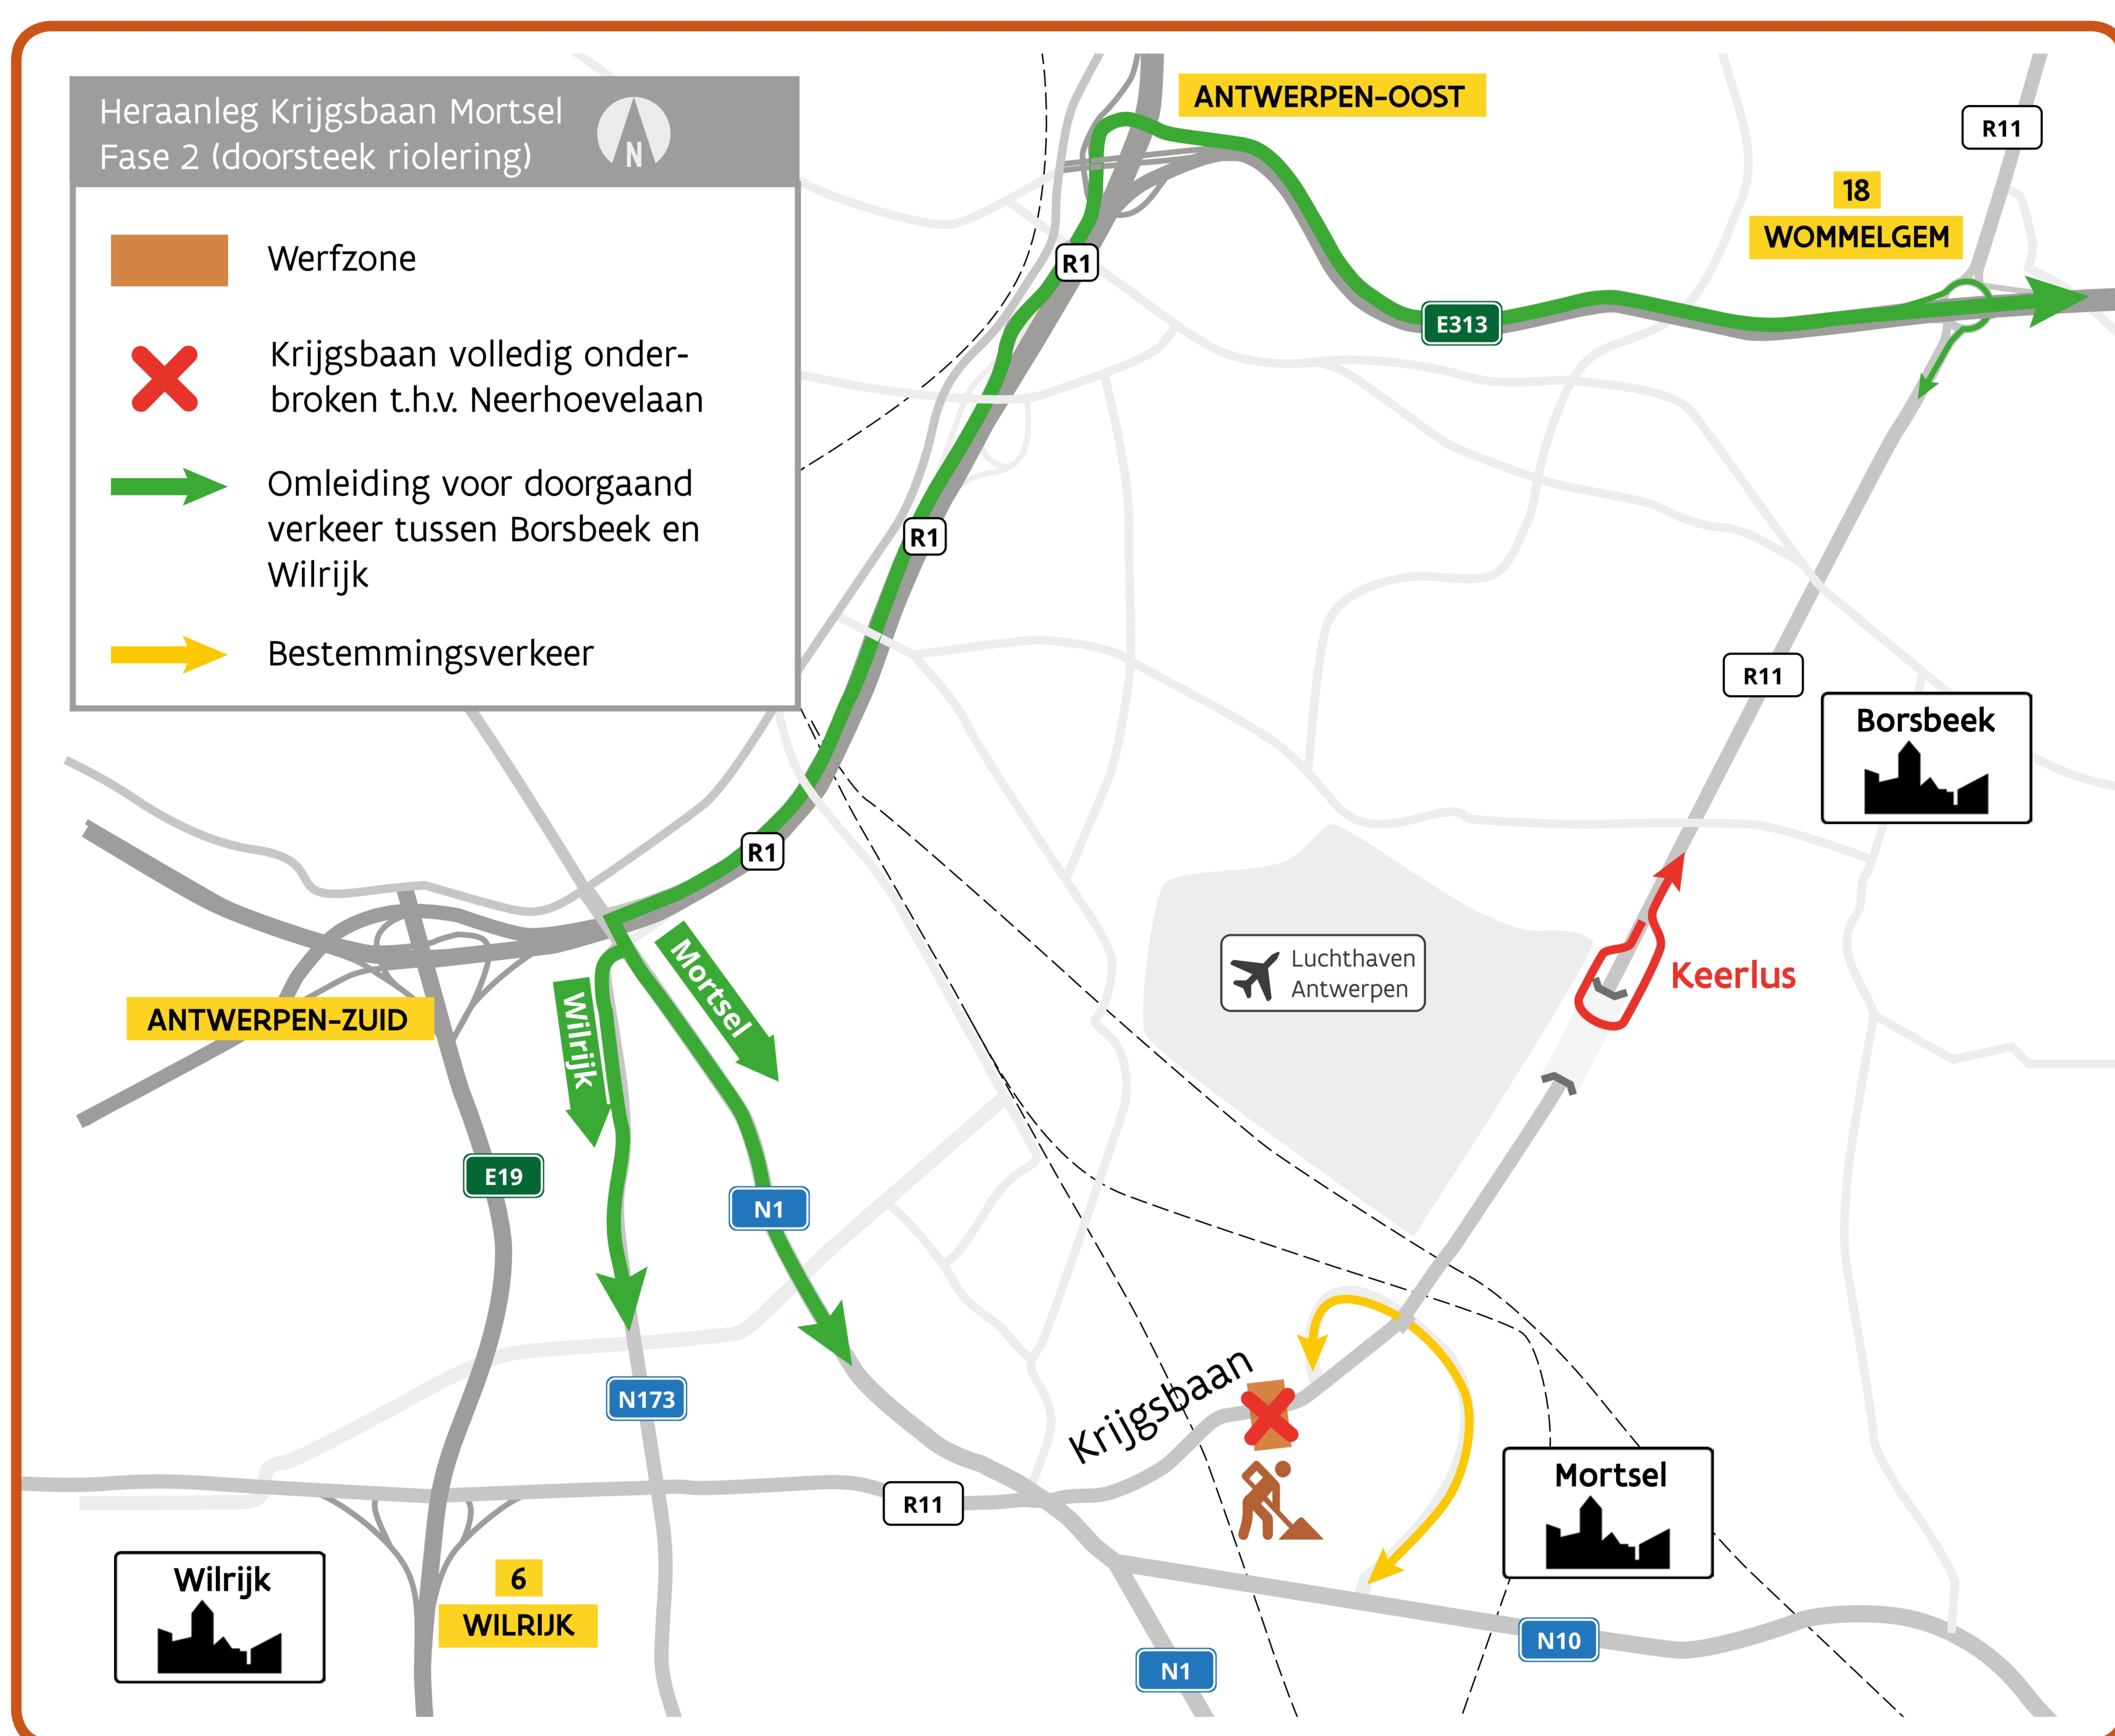 Heraanleg Krijgsbaan Mortsel
Fase 2 (doorsteek riolering)
N
Werfzone
Krijgsbaan volledig onder-
broken t.h.v. Neerhoevelaan
Omleiding voor doorgaand
verkeer tussen Borsbeek en
Wilrijk
Bestemmingsverkeer
ANTWERPEN-OOST
R11
18
WOMMELGEM
R1
E313
R1
R11
Borsbeek
R1
Mortsel
Wilrijk
Luchthaven
Antwerpen
Keerlus
ANTWERPEN-ZUID
E19
N1
N173
Krijgsbaan
R11
Mortsel
Wilrijk
6
WILRIJK
N10
N1